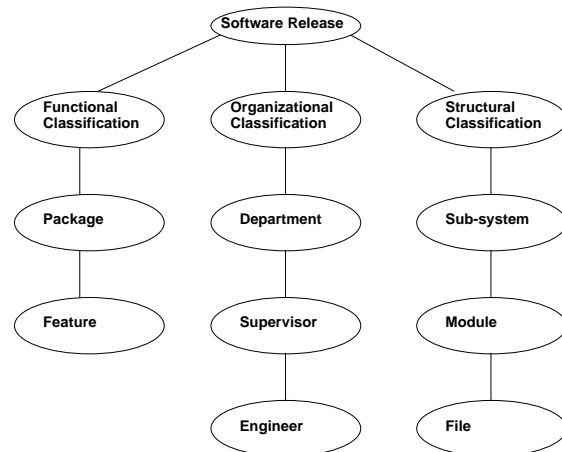 Software Release
Functional
Classification
Organizational
Classification
Structural
Classification
Package
Department
Sub-system
Feature
Supervisor
Module
Engineer
File